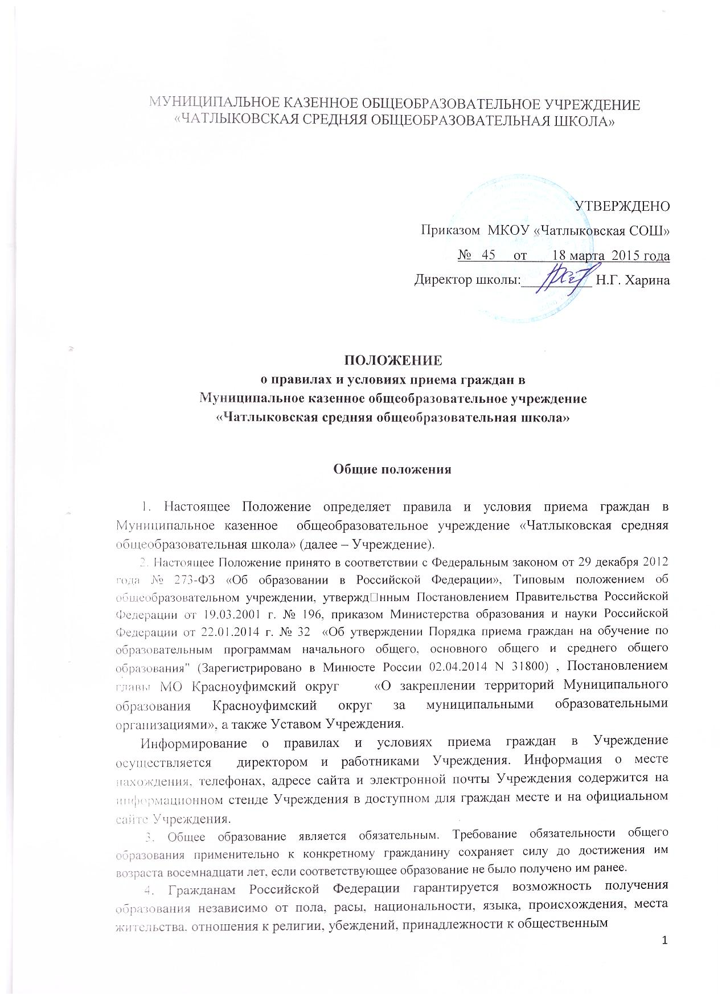 МУНИЦИПАЛЬНОЕ КАЗЕННОЕ ОБЩЕОБРАЗОВАТЕЛЬНОЕ УЧРЕЖДЕНИЕ
«ЧАТЛЫКОВСКАЯ СРЕДНЯЯ ОБЩЕОБРАЗОВАТЕЛЬНАЯ ШКОЛА»
УТВЕРЖДЕНО
Приказом МКОУ «Чатлыковская СОШ»
№ 45 от 18 марта 2015 года
Директор школы:__________ Н.Г. Харина
ПОЛОЖЕНИЕ
о правилах и условиях приема граждан в
Муниципальное казенное общеобразовательное учреждение
«Чатлыковская средняя общеобразовательная школа»
Общие положения
1. Настоящее Положение определяет правила и условия приема граждан в
Муниципальное казенное общеобразовательное учреждение «Чатлыковская средняя
общеобразовательная школа» (далее – Учреждение).
2. Настоящее Положение принято в соответствии с Федеральным законом от 29 декабря 2012
года № 273-ФЗ «Об образовании в Российской Федерации», Типовым положением об
общеобразовательном учреждении, утвержд□нным Постановлением Правительства Российской
Федерации от 19.03.2001 г. № 196, приказом Министерства образования и науки Российской
Федерации от 22.01.2014 г. № 32 «Об утверждении Порядка приема граждан на обучение по
образовательным программам начального общего, основного общего и среднего общего
образования" (Зарегистрировано в Минюсте России 02.04.2014 N 31800) , Постановлением
главы МО Красноуфимский округ «О закреплении территорий Муниципального
образования Красноуфимский округ за муниципальными образовательными
организациями», а также Уставом Учреждения.
Информирование о правилах и условиях приема граждан в Учреждение
осуществляется директором и работниками Учреждения. Информация о месте
нахождения, телефонах, адресе сайта и электронной почты Учреждения содержится на
информационном стенде Учреждения в доступном для граждан месте и на официальном
сайте Учреждения.
3. Общее образование является обязательным. Требование обязательности общего
образования применительно к конкретному гражданину сохраняет силу до достижения им
возраста восемнадцати лет, если соответствующее образование не было получено им ранее.
4. Гражданам Российской Федерации гарантируется возможность получения
образования независимо от пола, расы, национальности, языка, происхождения, места
жительства, отношения к религии, убеждений, принадлежности к общественным
1